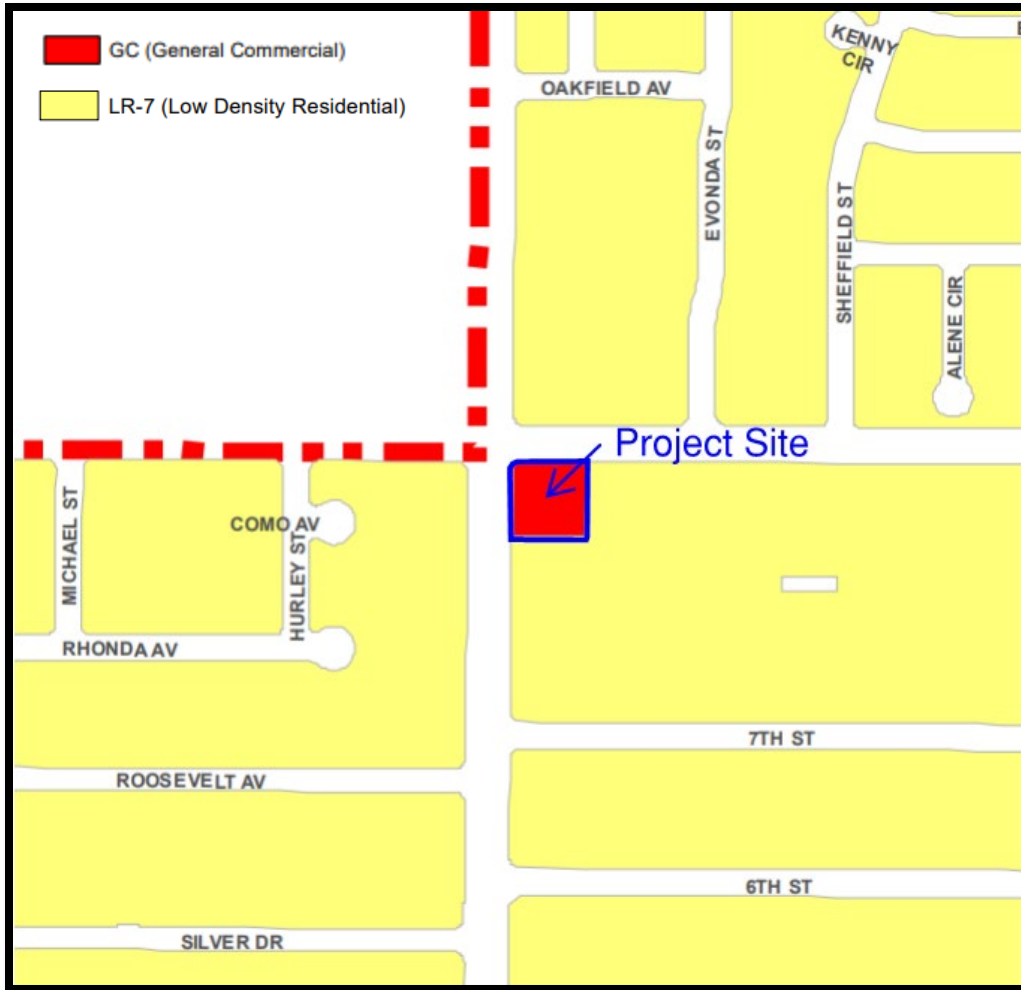 GC (General Commercial)
LR-7 (Low Density Residential)
KENNY
CIR
OAKFIELD AV
EVONDA ST
SHEFFIELD ST
ALENE CIR
Project Site
MICHAEL ST
COMO AV
HURLEY ST
RHONDA AV
7TH ST
ROOSEVELT AV
6TH ST
SILVER DR